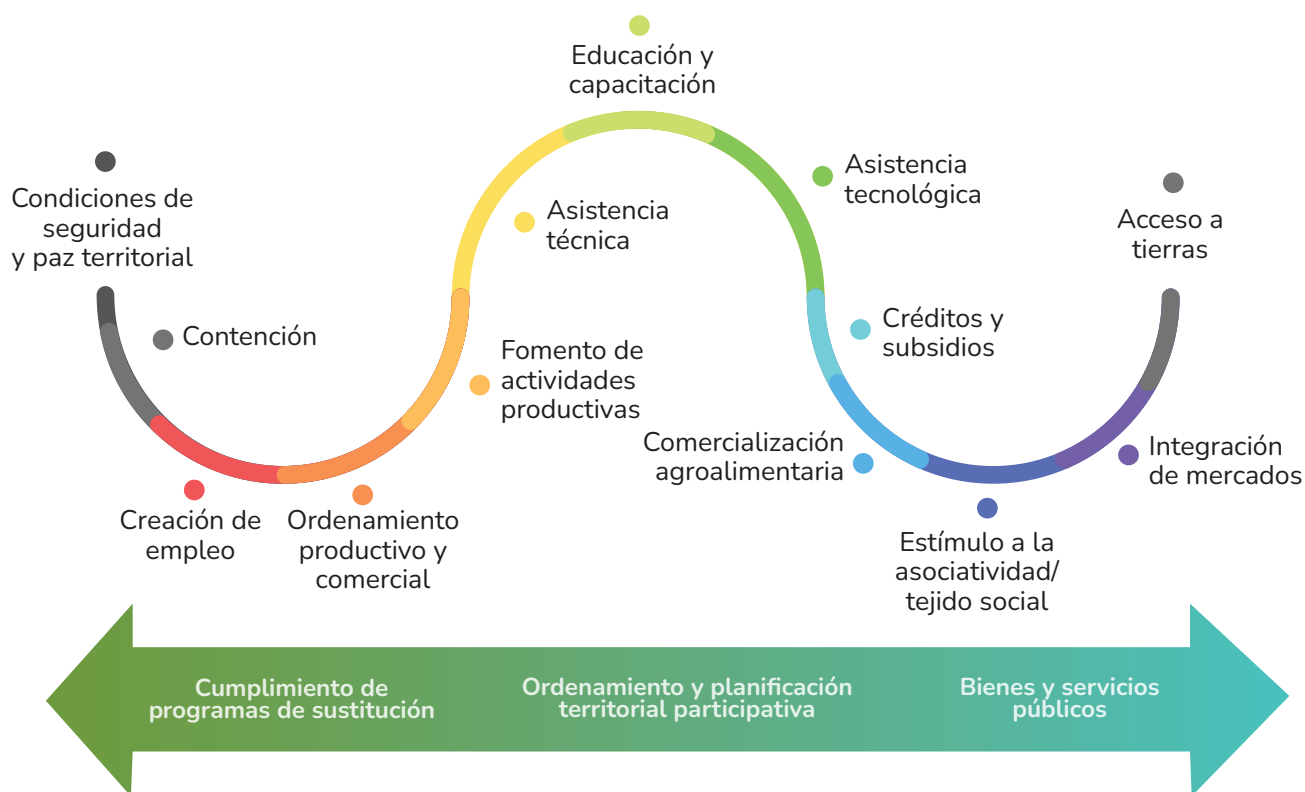 Educación y
capacitación
Condiciones de
seguridad
y paz territorial
Asistencia
técnica
Asistencia
tecnológica
Acceso a
tierras
Contención
Fomento de
actividades
productivas
Créditos y
subsidios
Comercialización
agroalimentaria
Integración
de mercados
Creación de
empleo
Ordenamiento
productivo y
comercial
Estímulo a la
asociatividad/
tejido social
Cumplimiento de
programas de sustitución
Ordenamiento y planificación
territorial participativa
Bienes y servicios
públicos